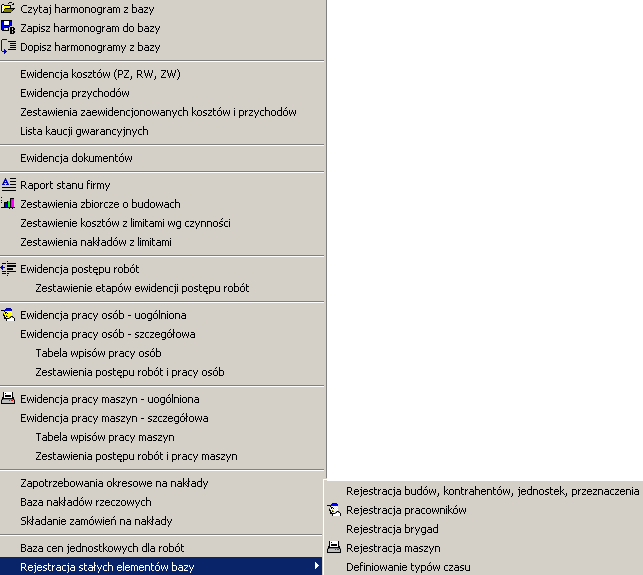 Czytaj harmonogram z bazy
Zapisz harmonogram do bazy
Dopisz harmonogramy z bazy
Ewidencja kosztów (PZ, RW, ZW)
Ewidencja przychodów
Zestawienia zaewidencjonowanych kosztów i przychodów
Lista kaucji gwarancyjnych
Ewidencja dokumentów
Raport stanu firmy
Zestawienia zbiorcze o budowach
Zestawienie kosztów z limitami wg czynności
Zestawienia nakładów z limitami
Ewidencja postępu robót
Zestawienie etapów ewidencji postępu robót
Ewidencja pracy osób - uogólniona
Ewidencja pracy osób - szczegółowa
Tabela wpisów pracy osób
Zestawienia postępu robót i pracy osób
Ewidencja pracy maszyn - uogólniona
Ewidencja pracy maszyn - szczegółowa
Tabela wpisów pracy maszyn
Zestawienia postępu robót i pracy maszyn
Zapotrzebowania okresowe na nakłady
Baza nakładów rzeczowych
Składanie zamówień na nakłady
Baza cen jednostkowych dla robót
Rejestracja stałych elementów bazy
Rejestracja budów, kontrahentów, jednostek, przeznaczenia
Rejestracja pracowników
Rejestracja brygad
Rejestracja maszyn
Definiowanie typów czasu